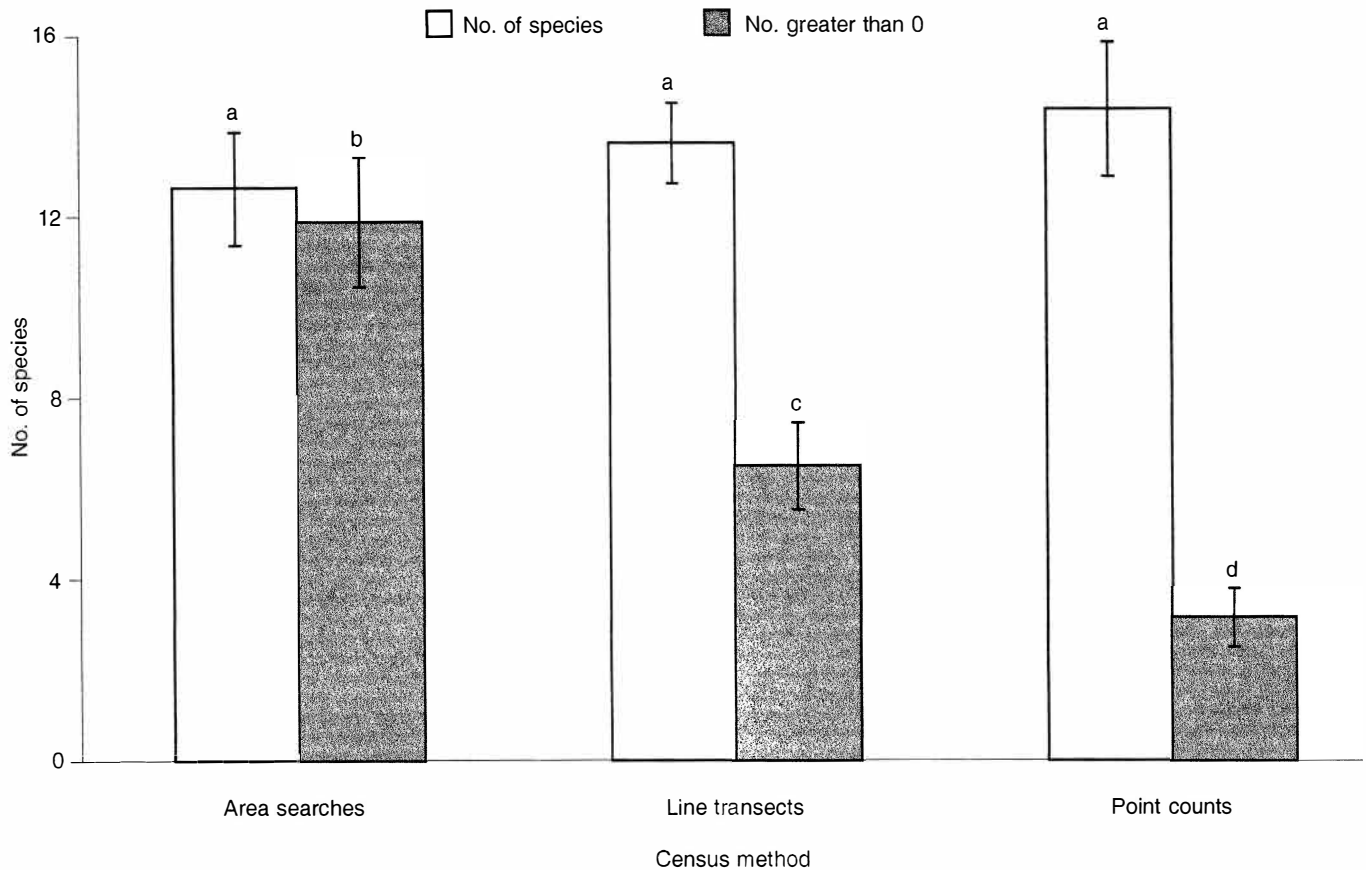 No. of species
No. greater than 0
16
12
8
4
0
No. of species
a
b
a
c
a
d
Area searches
Line transects
Point counts
Census method